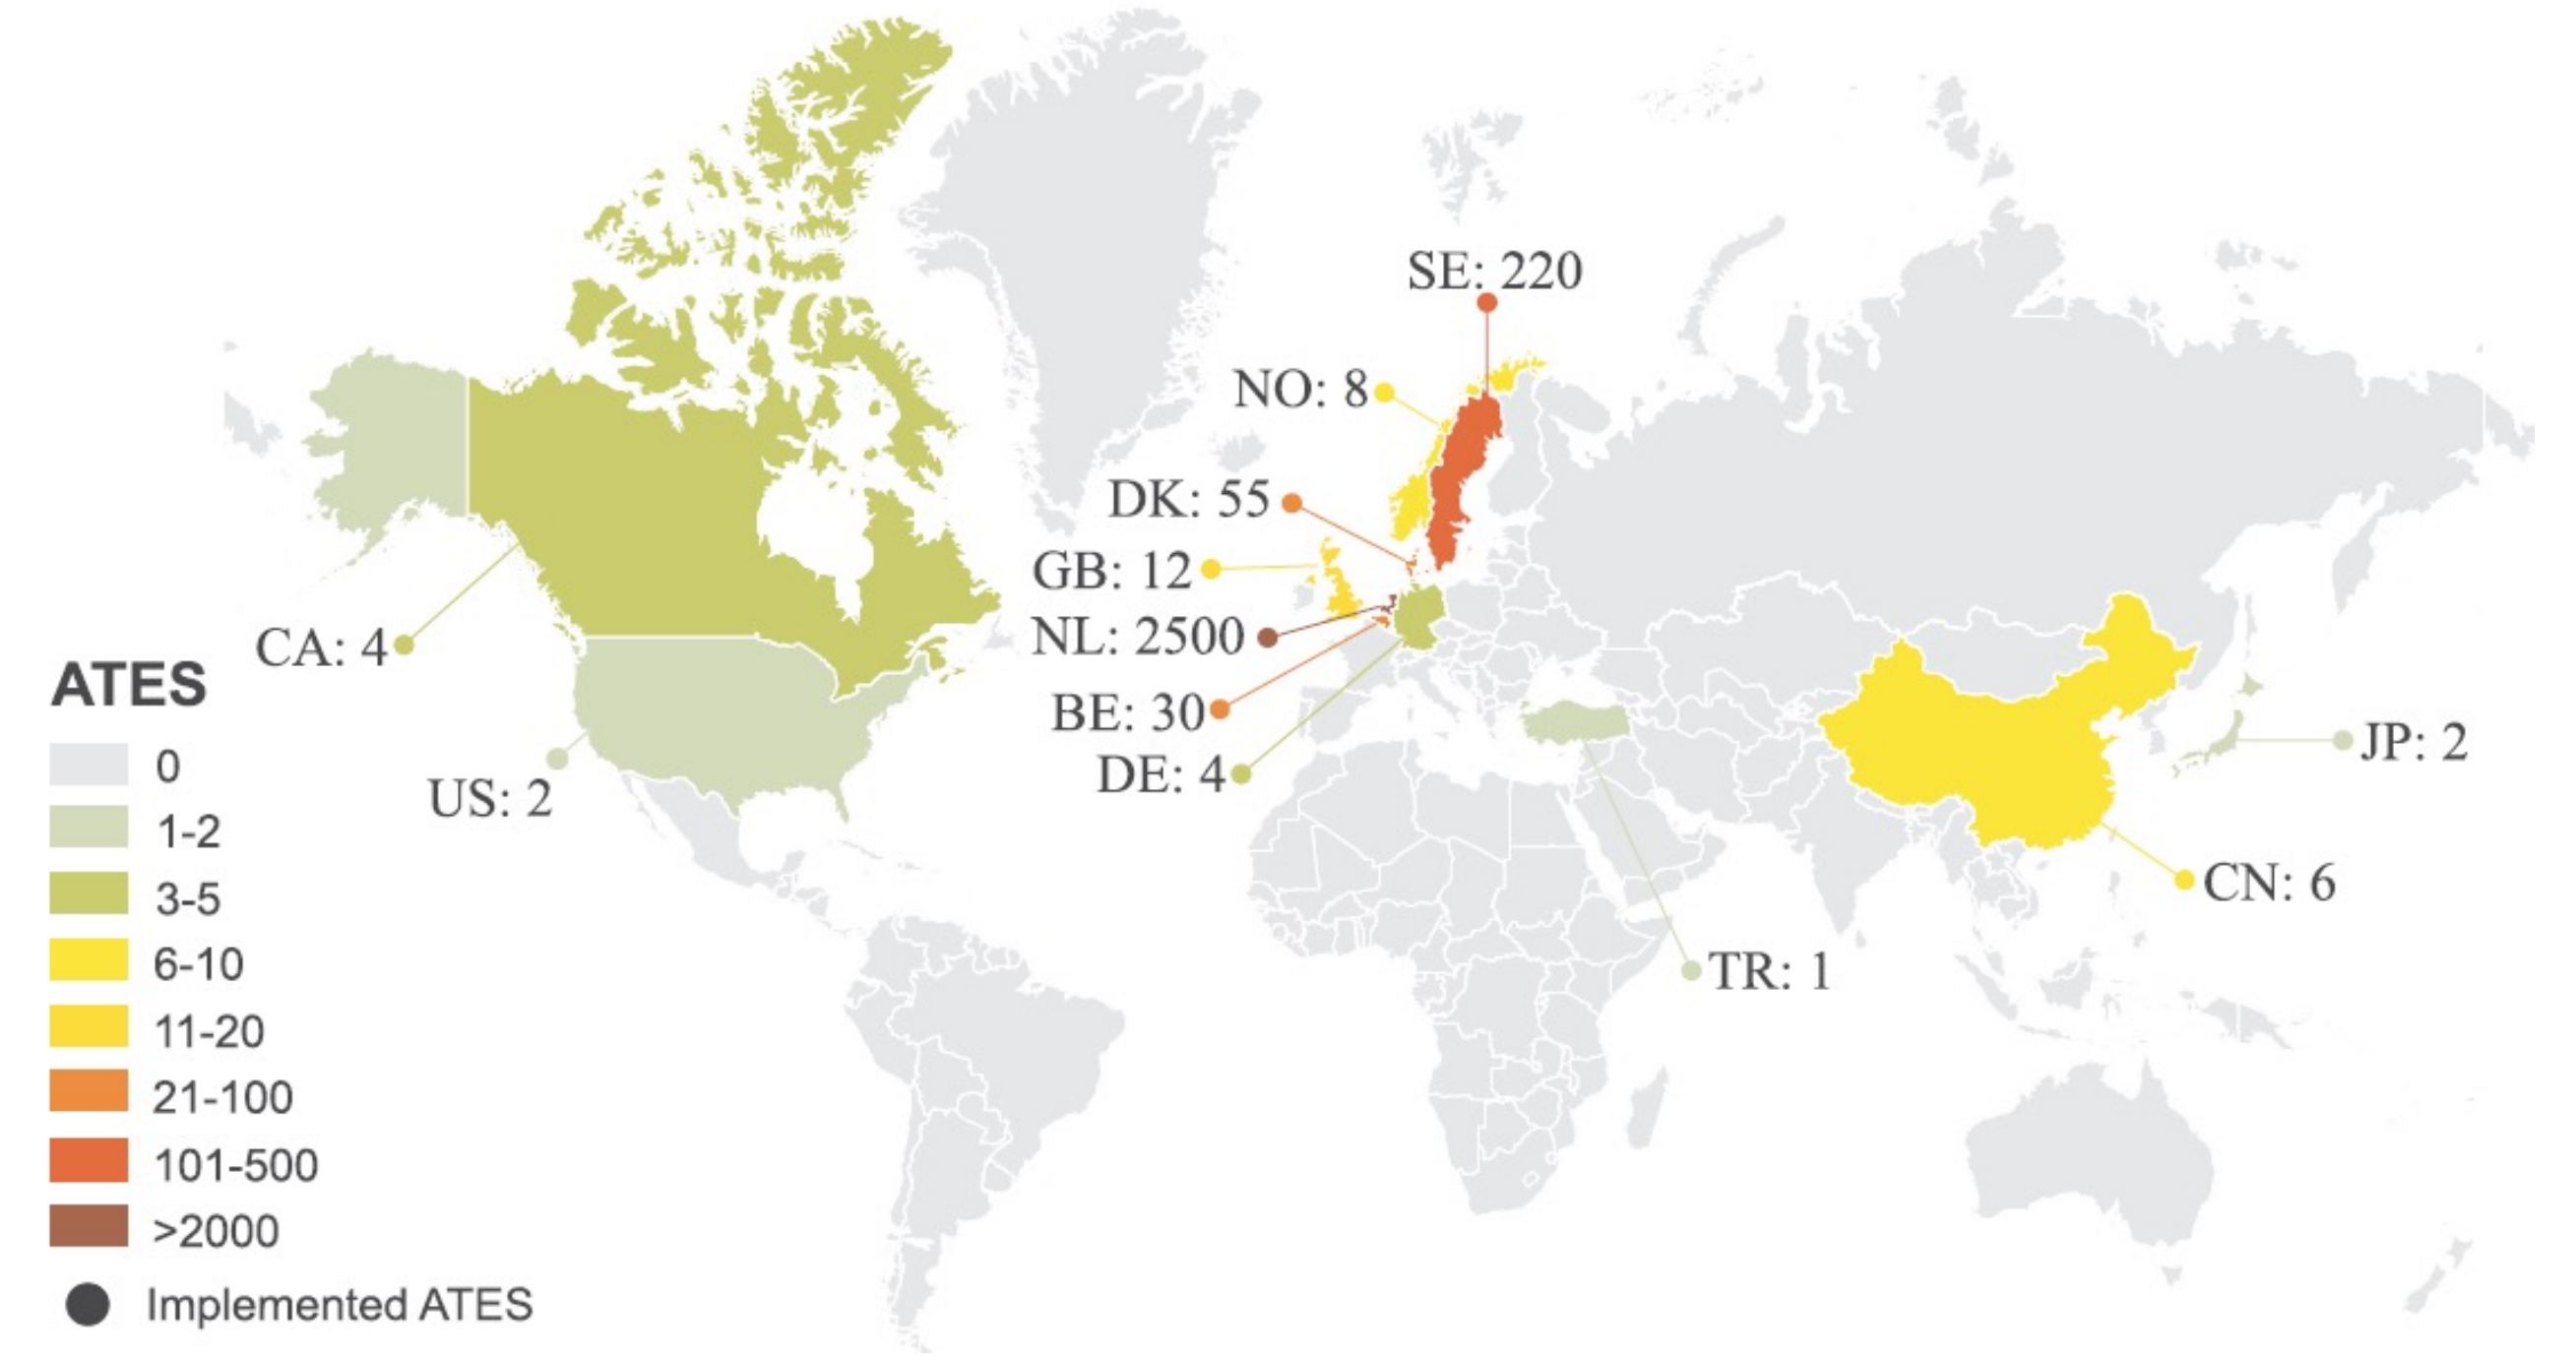 SE: 220
NO: 8
DK: 55
GB: 12
NL: 2500
BE: 30
DE: 4
CA: 4
US: 2
JP: 2
CN: 6
TR: 1
ATES
0
1-2
3-5
6-10
11-20
21-100
101-500
>2000
Implemented ATES